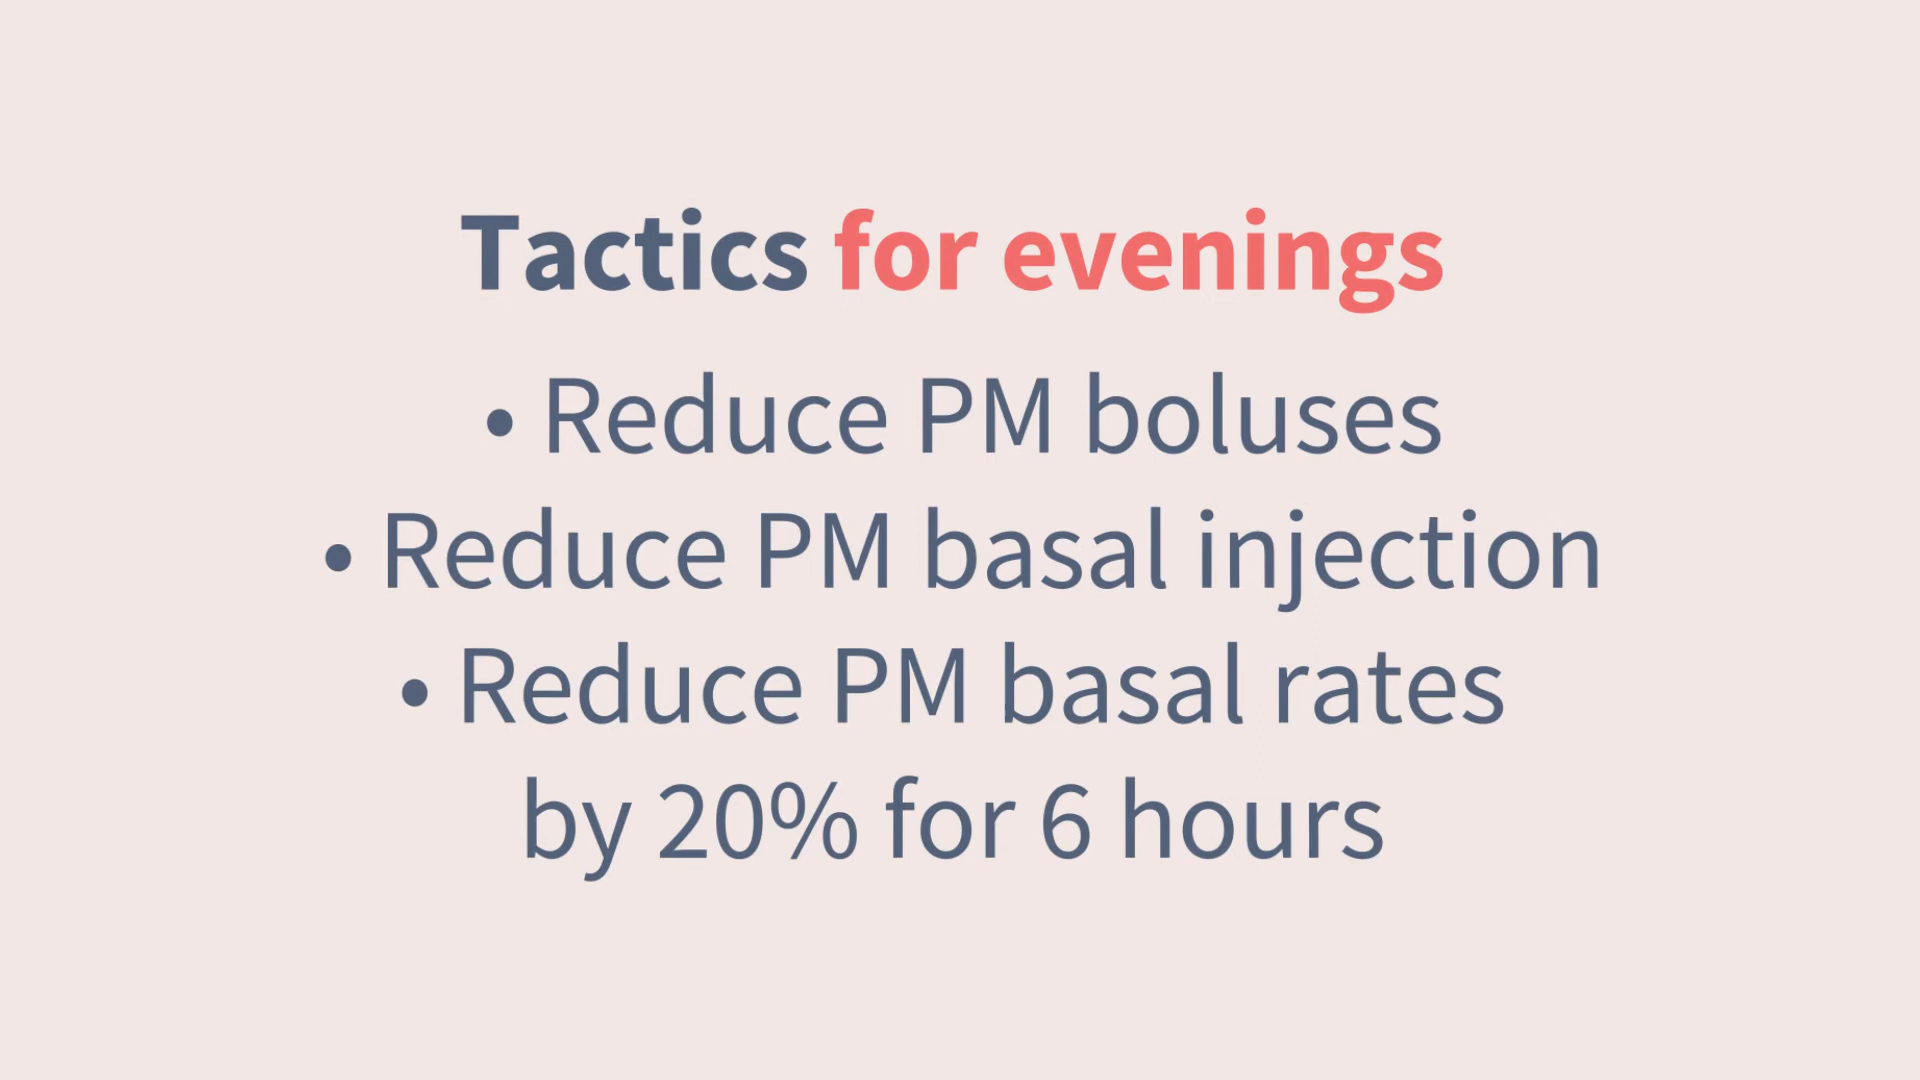 Tactics for evenings
• Reduce PM boluses
• Reduce PM basal injection
• Reduce PM basal rates
by 20% for 6 hours